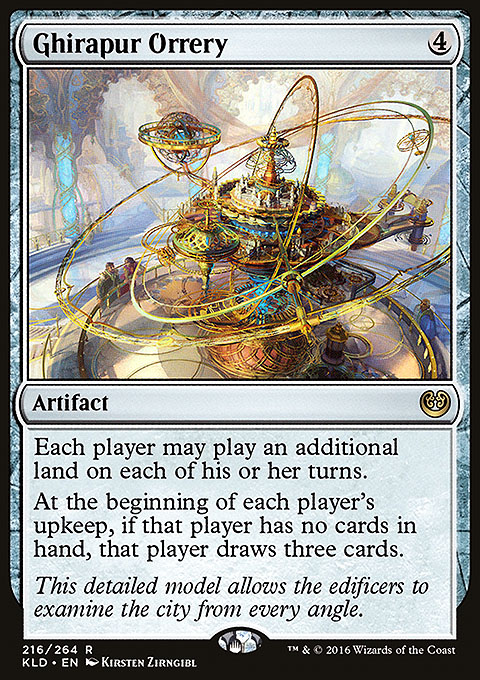 Ghirapur Orrery 4
Artifact
Each player may play an additional
land on each of his or her turns.
At the beginning of each player's
upkeep, if that player has no cards in
hand, that player draws three cards.
This detailed model allows the edificers to
examine the city from every angle.
216/264 R
KLD • EN Kirsten Zirngibl
™ & © 2016 Wizards of the Coast